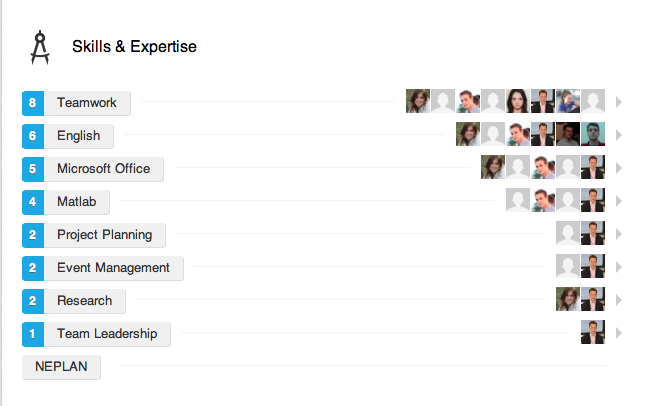 Skills & Expertise
8 Teamwork
6 English
5 Microsoft Office
4 Matlab
2 Project Planning
2 Event Management
2 Research
1 Team Leadership
NEPLAN